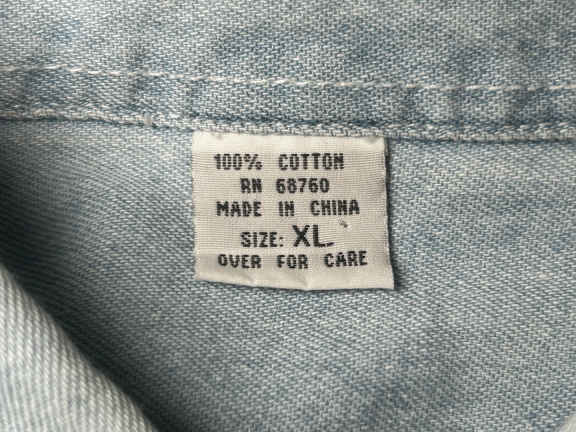 100% COTTON
RN 68760
MADE IN CHINA
SIZE: XL
OVER FOR CARE